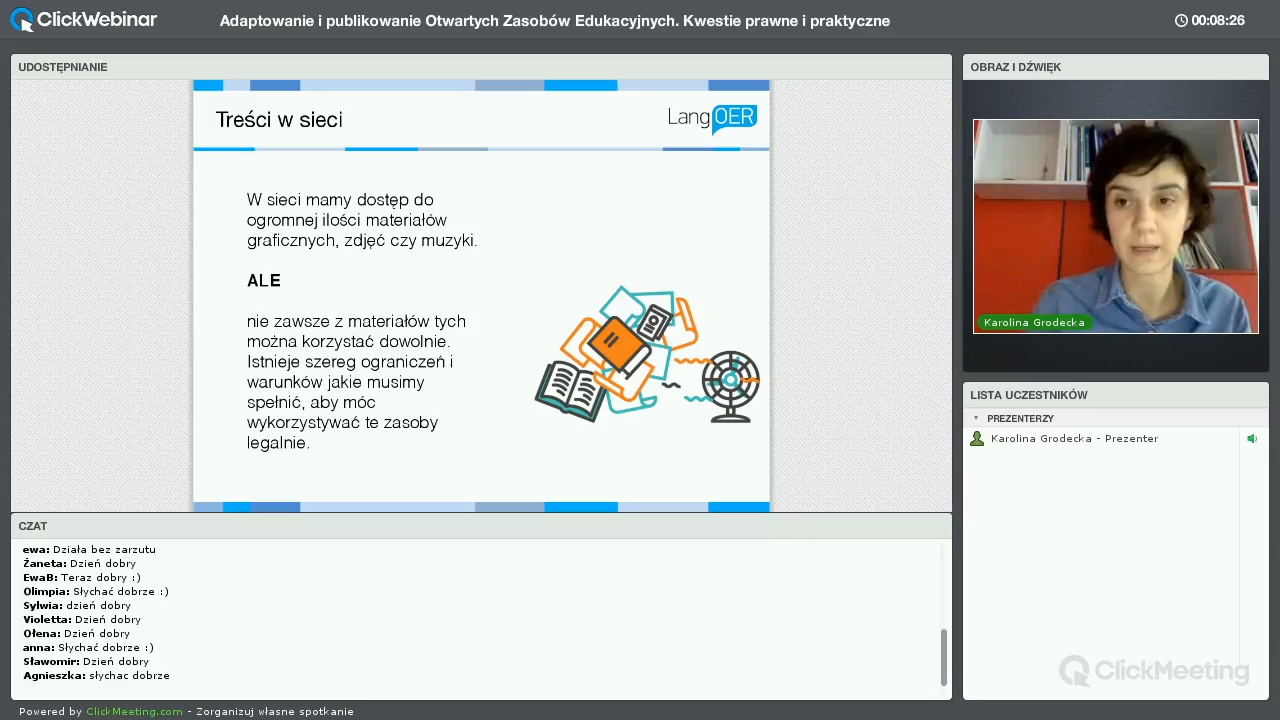 ClickWebinar
Adaptowanie i publikowanie Otwartych Zasobów Edukacyjnych. Kwestie prawne i praktyczne
00:08:26
UDOSTĘPNIANIE
Treści w sieci
LangOER
W sieci mamy dostęp do
ogromnej ilości materiałów
graficznych, zdjęć czy muzyki.
ALE
nie zawsze z materiałów tych
można korzystać dowolnie.
Istnieje szereg ograniczeń i
warunków jakie musimy
spełnić, aby móc
wykorzystywać te zasoby
legalnie.
OBRAZ I DŹWIĘK
Karolina Grodecka
LISTA UCZESTNIKÓW
PREZENTERZY
Karolina Grodecka - Prezenter
CZAT
ewa: Działa bez zarzutu
Żaneta: Dzień dobry
EwaB: Teraz dobry :)
Olimpia: Słychać dobrze :)
Sylwia: dzień dobry
Violetta: Dzień dobry
Ołena: Dzień dobry
anna: Słychać dobrze :)
Sławomir: Dzień dobry
Agnieszka: słychac dobrze
ClickMeeting
Powered by ClickMeeting.com - Zorganizuj własne spotkanie